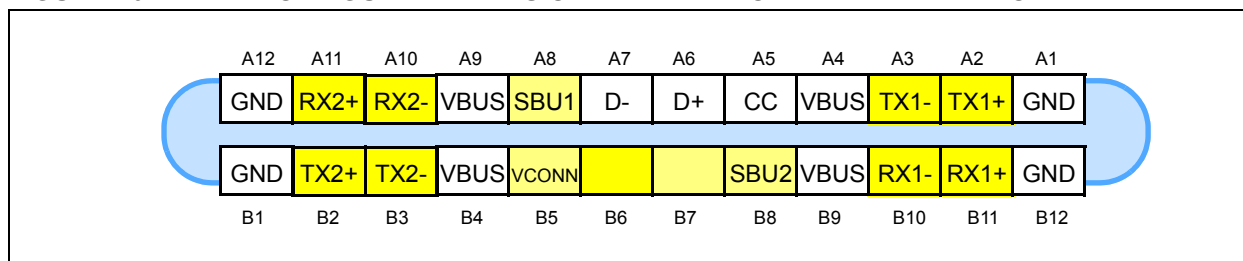 A12 A11 A10 A9 A8 A7 A6 A5 A4 A3 A2 A1
GND RX2+ RX2- VBUS SBU1 D- D+ CC VBUS TX1- TX1+ GND
GND TX2+ TX2- VBUS VCONN SBU2 VBUS RX1- RX1+ GND
B1 B2 B3 B4 B5 B6 B7 B8 B9 B10 B11 B12